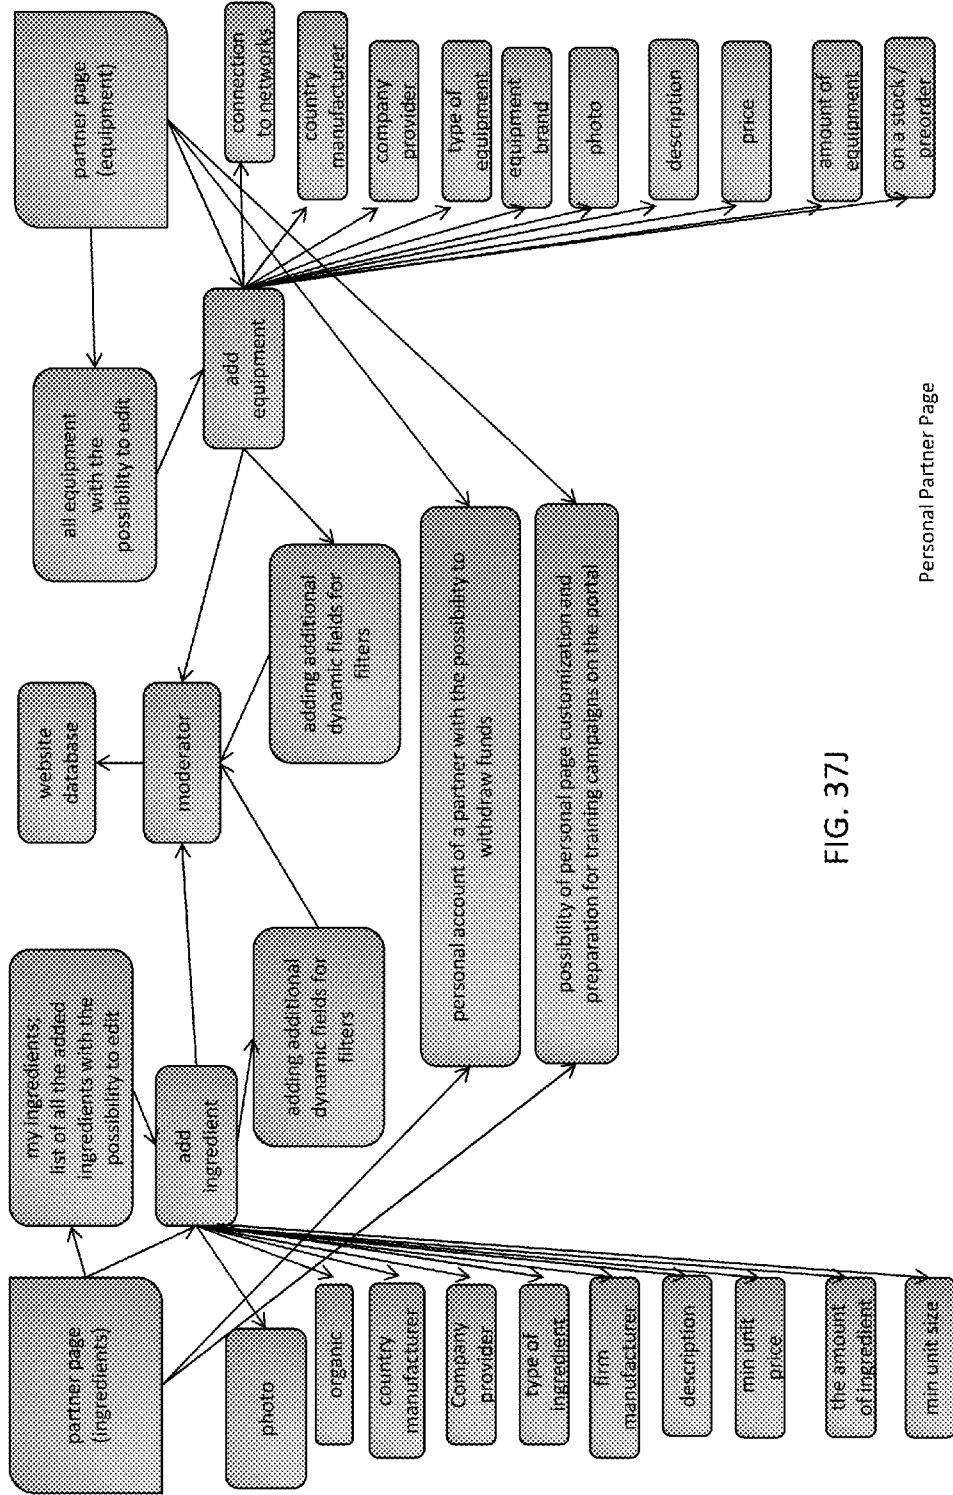 partner page
(ingredients)
my ingredients:
list of all the added
ingredients with the
possibility to edit
website
database
all equipment
with the
possibility to edit
partner page
(equipment)
add
ingredient
moderator
add
equipment
adding additional
dynamic fields for
filters
adding additional
dynamic fields for
filters
photo
organic
country
manufacturer
Company
provider
type of
ingredient
firm
manufacturer
description
min unit
price
the amount
of ingredient
min unit size
personal account of a partner with the possibility to
withdraw funds
possibility of personal page customization and
preparation for training campaigns on the portal
connection
to networks
country
manufacturer
company
provider
type of
equipment
equipment
brand
photo
description
price
amount of
equipment
on a stock /
preorder
FIG. 37J
Personal Partner Page